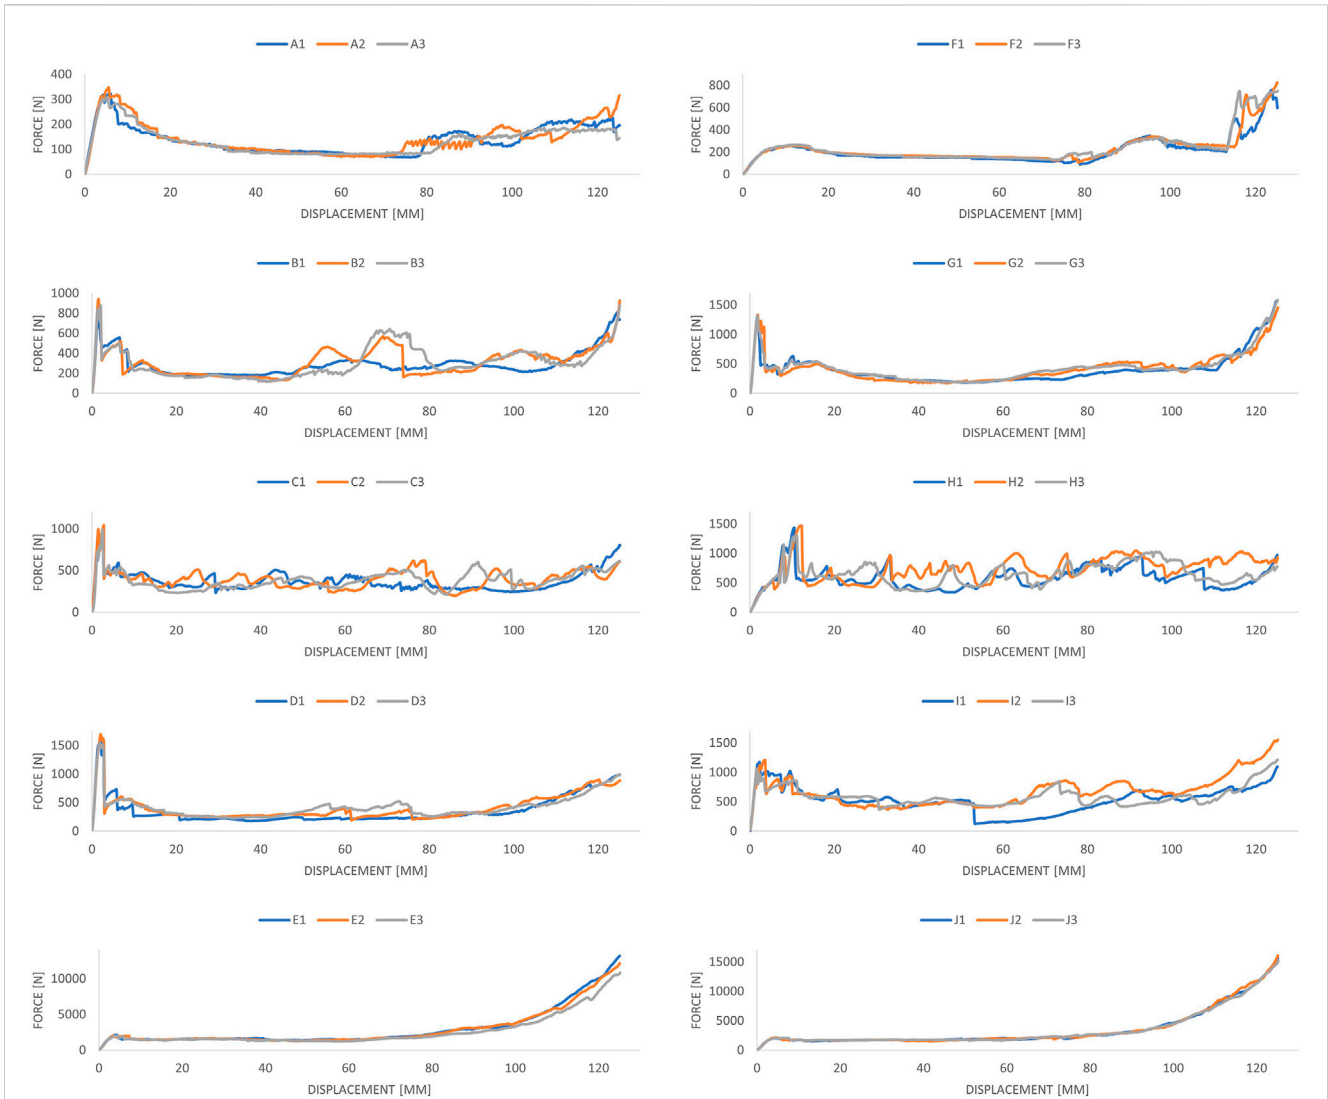 A1 A2 A3
FORCE [N]
400
300
200
100
0
0 20 40 60 80 100 120
DISPLACEMENT [MM]
F1 F2 F3
FORCE [N]
800
600
400
200
0
0 20 40 60 80 100 120
DISPLACEMENT [MM]
B1 B2 B3
FORCE [N]
1000
800
600
400
200
0
0 20 40 60 80 100 120
DISPLACEMENT [MM]
G1 G2 G3
FORCE [N]
1500
1000
500
0
0 20 40 60 80 100 120
DISPLACEMENT [MM]
C1 C2 C3
FORCE [N]
1000
500
0
0 20 40 60 80 100 120
DISPLACEMENT [MM]
H1 H2 H3
FORCE [N]
1500
1000
500
0
0 20 40 60 80 100 120
DISPLACEMENT [MM]
D1 D2 D3
FORCE [N]
1500
1000
500
0
0 20 40 60 80 100 120
DISPLACEMENT [MM]
I1 I2 I3
FORCE [N]
1500
1000
500
0
0 20 40 60 80 100 120
DISPLACEMENT [MM]
E1 E2 E3
FORCE [N]
10000
5000
0
0 20 40 60 80 100 120
DISPLACEMENT [MM]
J1 J2 J3
FORCE [N]
15000
10000
5000
0
0 20 40 60 80 100 120
DISPLACEMENT [MM]